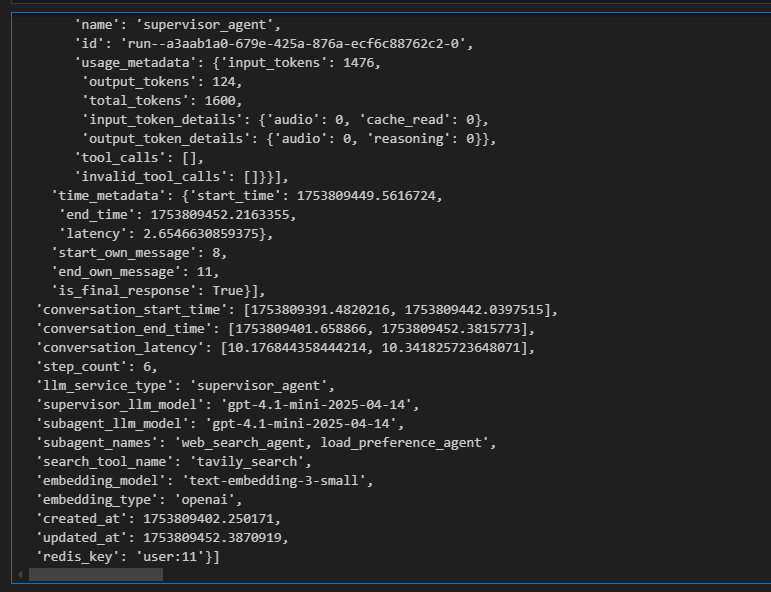 'name': 'supervisor_agent',
'id': 'run--a3aab1a0-679e-425a-876a-ecf6c88762c2-0',
'usage_metadata': {'input_tokens': 1476,
'output_tokens': 124,
'total_tokens': 1600,
'input_token_details': {'audio': 0, 'cache_read': 0},
'output_token_details': {'audio': 0, 'reasoning': 0}},
'tool_calls': [],
'invalid_tool_calls': []}}],
'time_metadata': {'start_time': 1753809449.5616724,
'end_time': 1753809452.2163355,
'latency': 2.6546630859375},
'start_own_message': 8,
'end_own_message': 11,
'is_final_response': True}],
'conversation_start_time': [1753809391.4820216, 1753809442.0397515],
'conversation_end_time': [1753809401.658866, 1753809452.3815773],
'conversation_latency': [10.176844358444214, 10.341825723648071],
'step_count': 6,
'llm_service_type': 'supervisor_agent',
'supervisor_llm_model': 'gpt-4.1-mini-2025-04-14',
'subagent_llm_model': 'gpt-4.1-mini-2025-04-14',
'subagent_names': 'web_search_agent, load_preference_agent',
'search_tool_name': 'tavily_search',
'embedding_model': 'text-embedding-3-small',
'embedding_type': 'openai',
'created_at': 1753809402.250171,
'updated_at': 1753809452.3870919,
'redis_key': 'user:11'}]